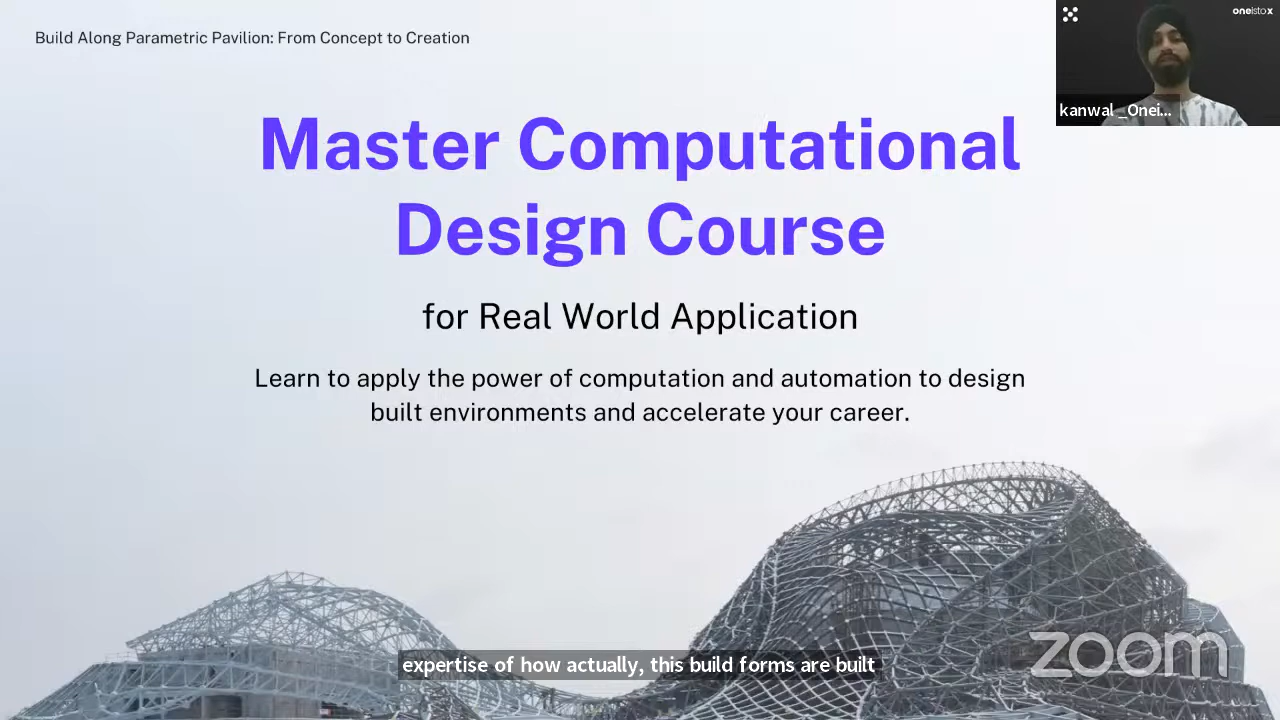 Build Along Parametric Pavilion: From Concept to Creation
oneistox
kanwal _Onei...
Master Computational
Design Course
for Real World Application
Learn to apply the power of computation and automation to design
built environments and accelerate your career.
expertise of how actually, this build forms are built
zoom